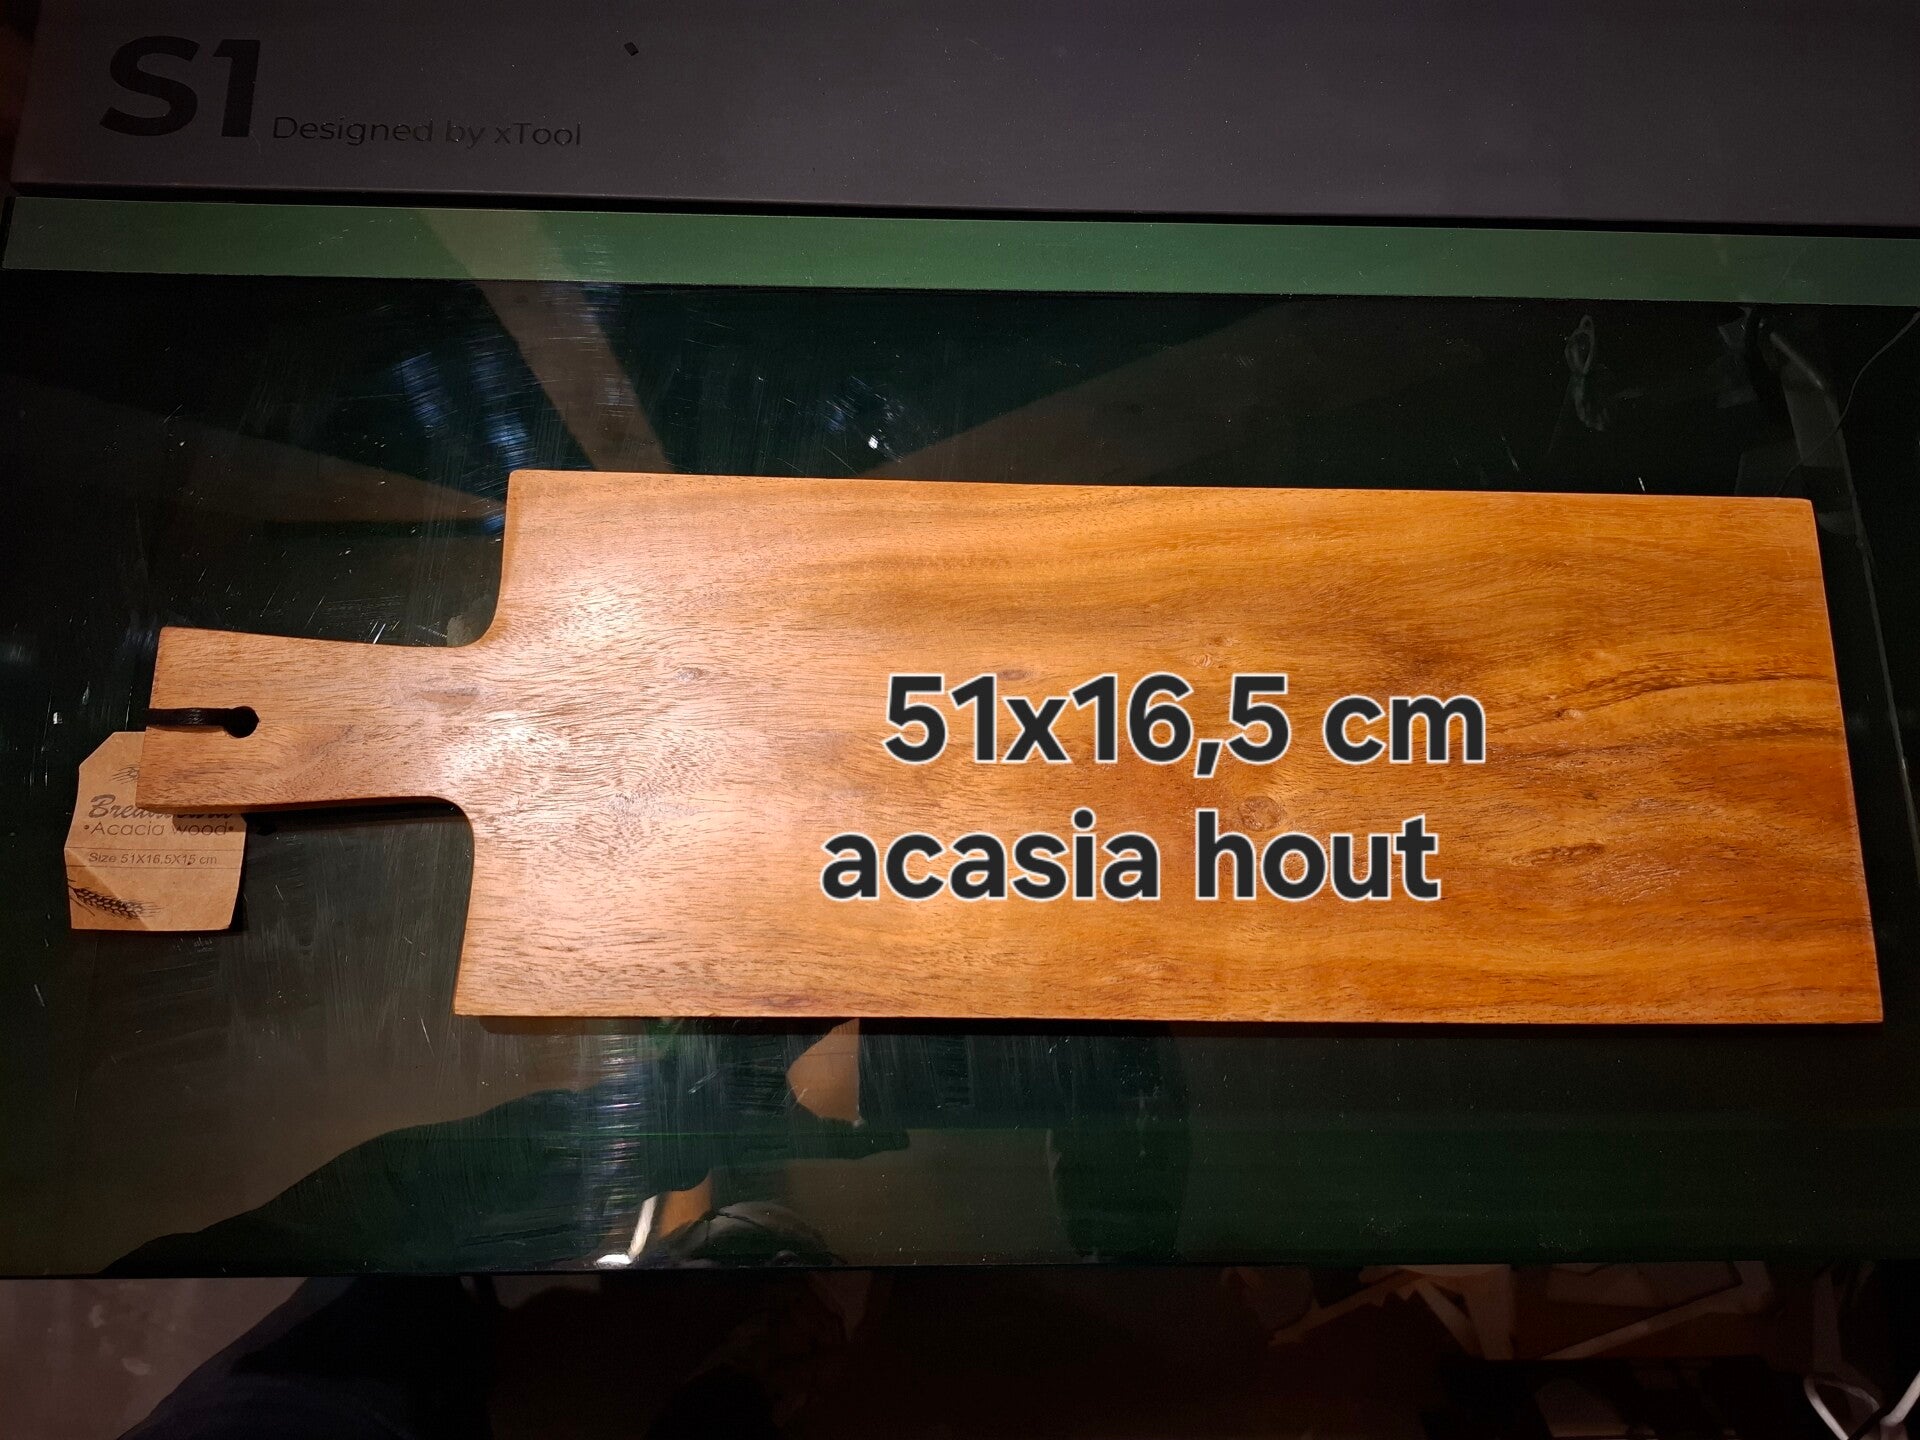 S1 Designed by xTool
51x16,5 cm
acasia hout
•Acacia wood•
Size 51X16.5X15 cm